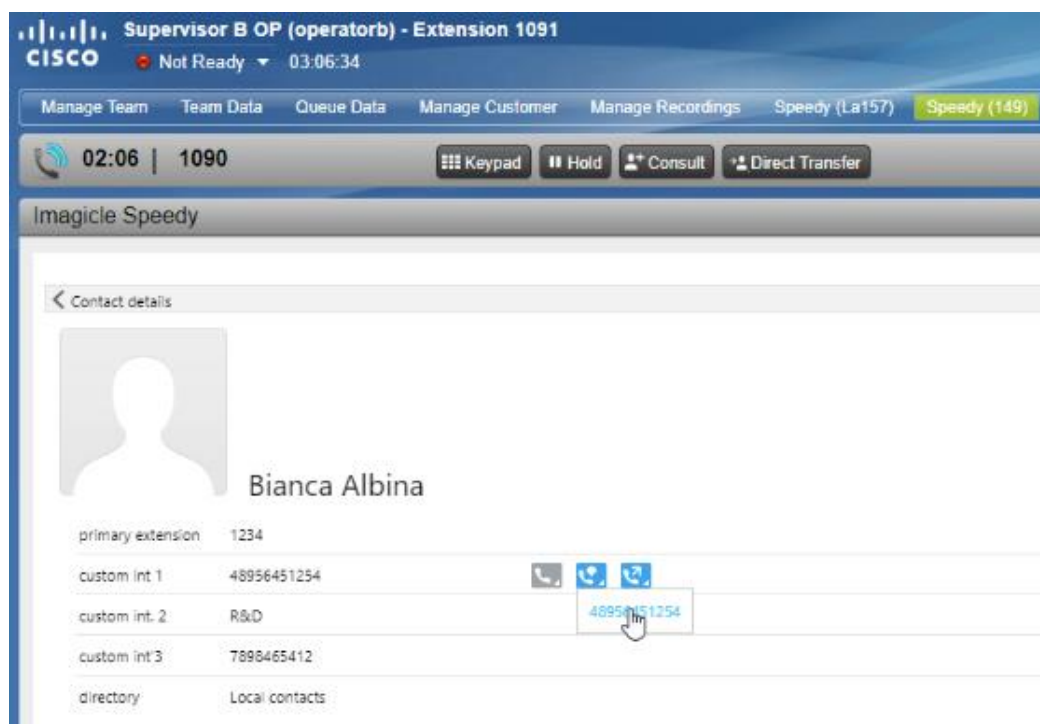 Supervisor B OP (operatorb) - Extension 1091
CISCO Not Ready 03:06:34
Manage Team Team Data Queue Data Manage Customer Manage Recordings Speedy (La157) Speedy (149)
02:06 | 1090 Keypad Hold Consult Direct Transfer
Imagicle Speedy
Contact details
Bianca Albina
primary extension 1234
custom int 1 48956451254
custom int. 2 R&D 48956451254
custom int'3 7898465412
directory Local contacts